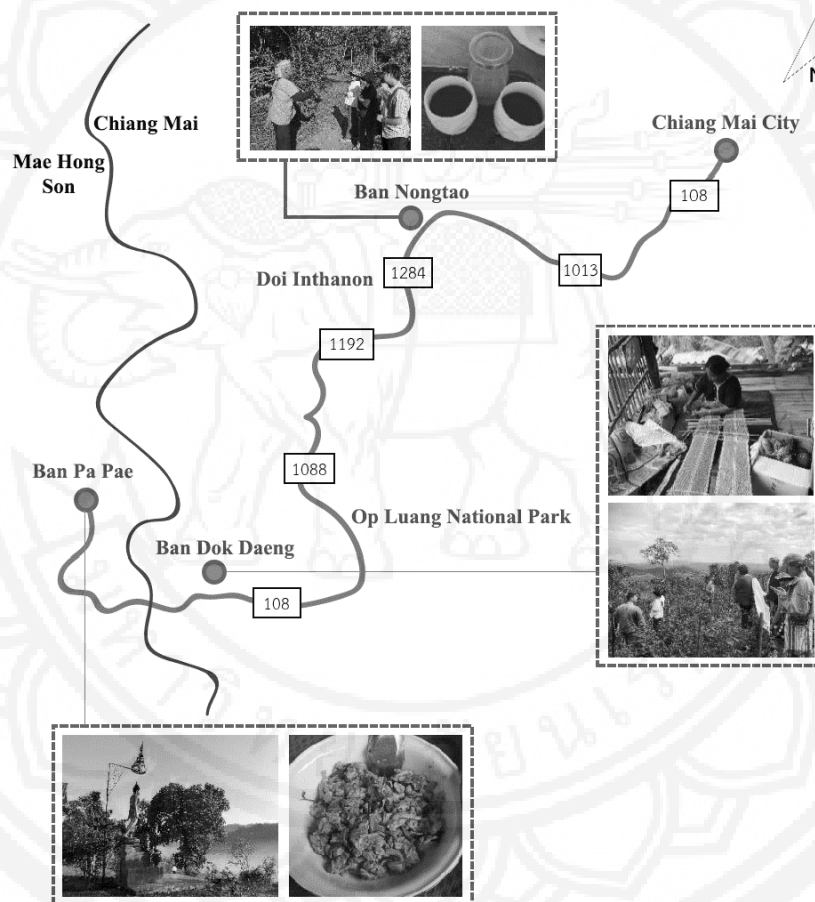 Chiang Mai
Mae Hong
Son
Chiang Mai City
108
Ban Nongtao
1013
Doi Inthanon
1284
1192
Ban Pa Pae
1088
Op Luang National Park
Ban Dok Daeng
108
N